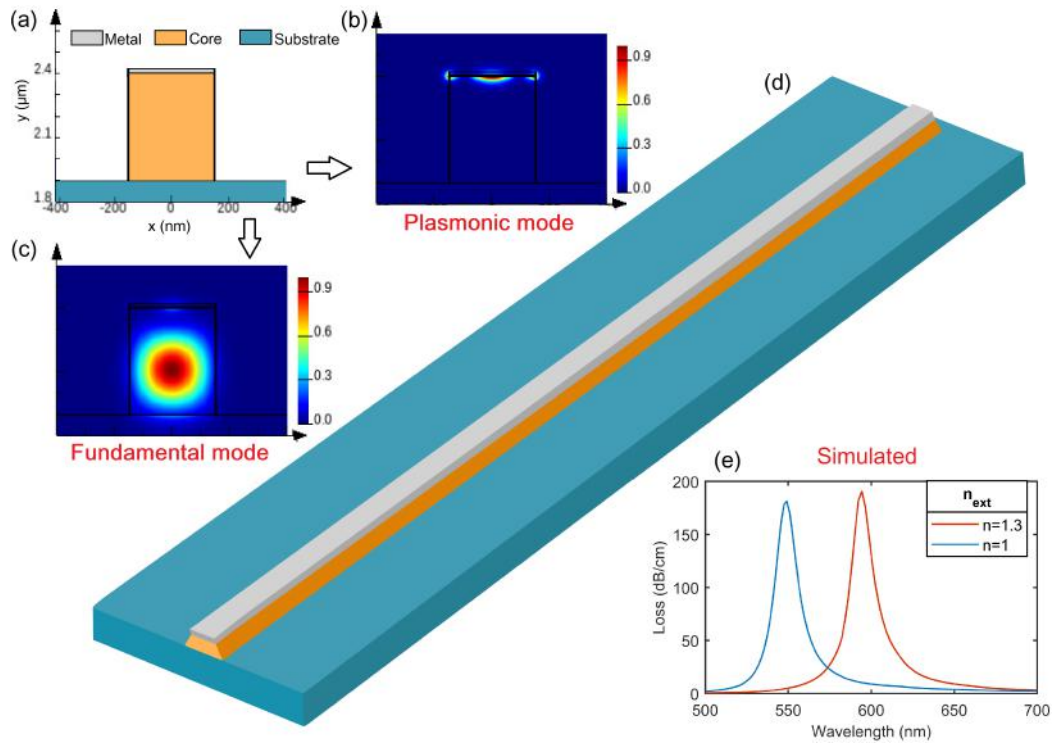 (a)
Metal Core Substrate
y (µm)
2.4
2.1
1.8
-400 -200 0 200 400
x (nm)
(b)
0.9
0.6
0.3
0.0
Plasmonic mode
(c)
0.9
0.6
0.3
0.0
Fundamental mode
(d)
(e)
Simulated
Loss (dB/cm)
200
150
100
50
0
n_ext
n=1.3
n=1
500 550 600 650 700
Wavelength (nm)